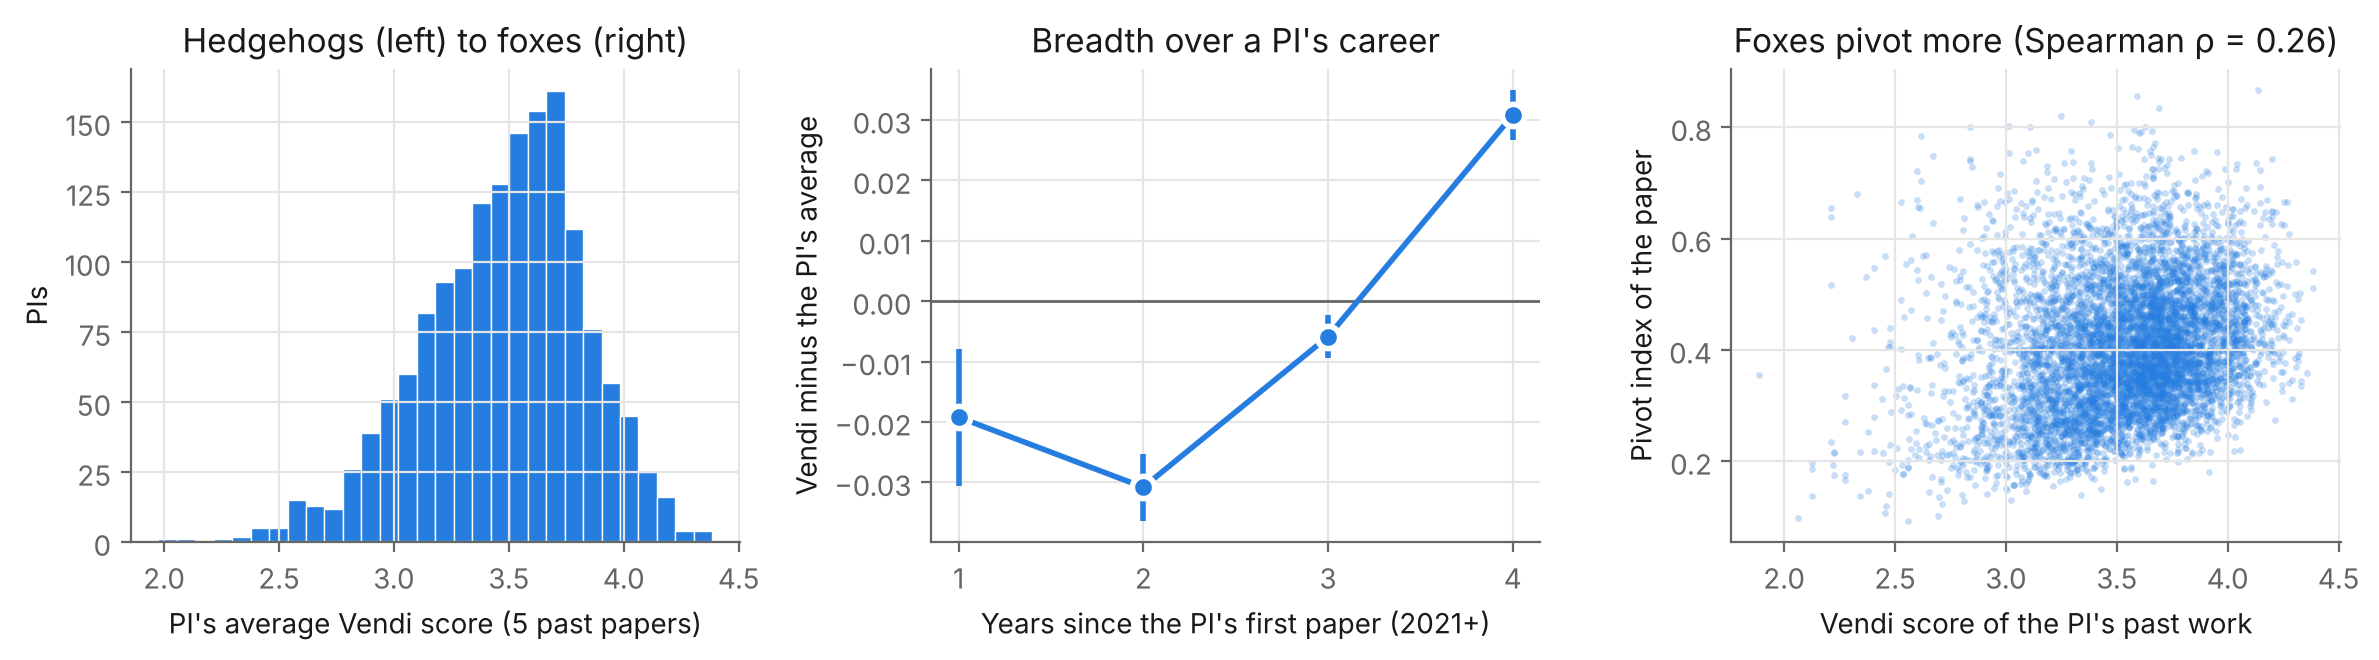 Hedgehogs (left) to foxes (right)
PIs
150
125
100
75
50
25
0
2.0 2.5 3.0 3.5 4.0 4.5
PI's average Vendi score (5 past papers)
Breadth over a PI's career
Vendi minus the PI's average
0.03
0.02
0.01
0.00
−0.01
−0.02
−0.03
1 2 3 4
Years since the PI's first paper (2021+)
Foxes pivot more (Spearman ρ = 0.26)
Pivot index of the paper
0.8
0.6
0.4
0.2
2.0 2.5 3.0 3.5 4.0 4.5
Vendi score of the PI's past work